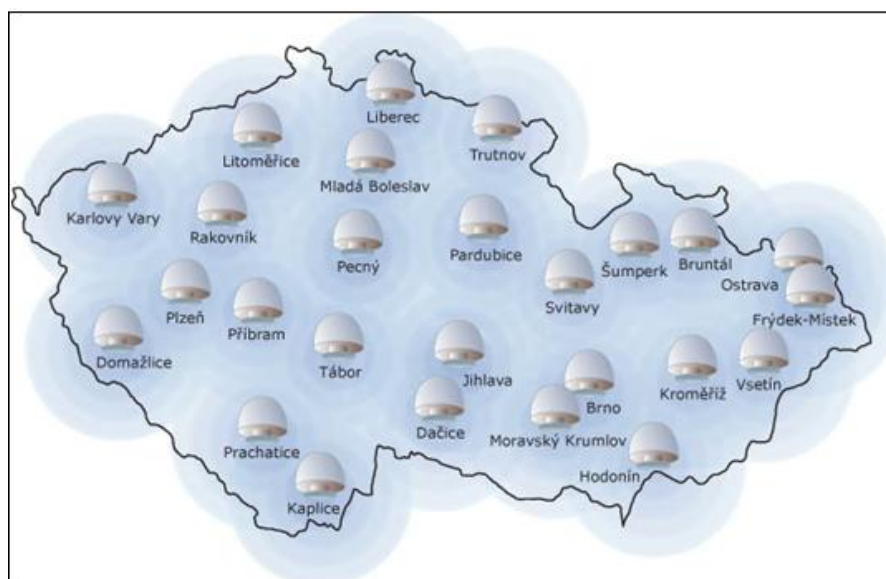 Liberec
Litoměřice
Trutnov
Mladá Boleslav
Karlovy Vary
Rakovník
Pecný
Pardubice
Šumperk
Bruntál
Ostrava
Svitavy
Plzeň
Příbram
Frýdek-Místek
Domažlice
Tábor
Jihlava
Kroměříž
Vsetín
Brno
Dačice
Moravský Krumlov
Prachatice
Hodonín
Kaplice